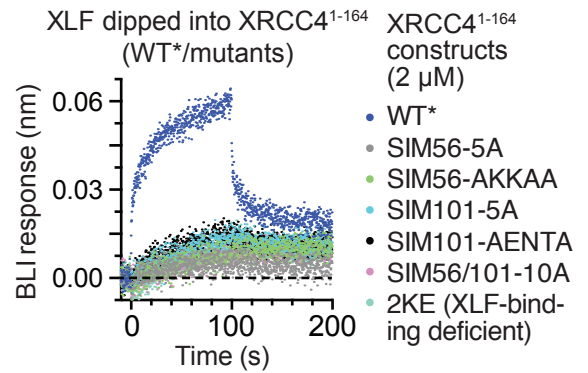 XLF dipped into XRCC4¹⁻¹⁶⁴
(WT*/mutants)
BLI response (nm)
0.06
0.03
0.00
0
100
200
Time (s)
XRCC4¹⁻¹⁶⁴
constructs
(2 µM)
WT*
SIM56-5A
SIM56-AKKAA
SIM101-5A
SIM101-AENTA
SIM56/101-10A
2KE (XLF-bind-
ing deficient)